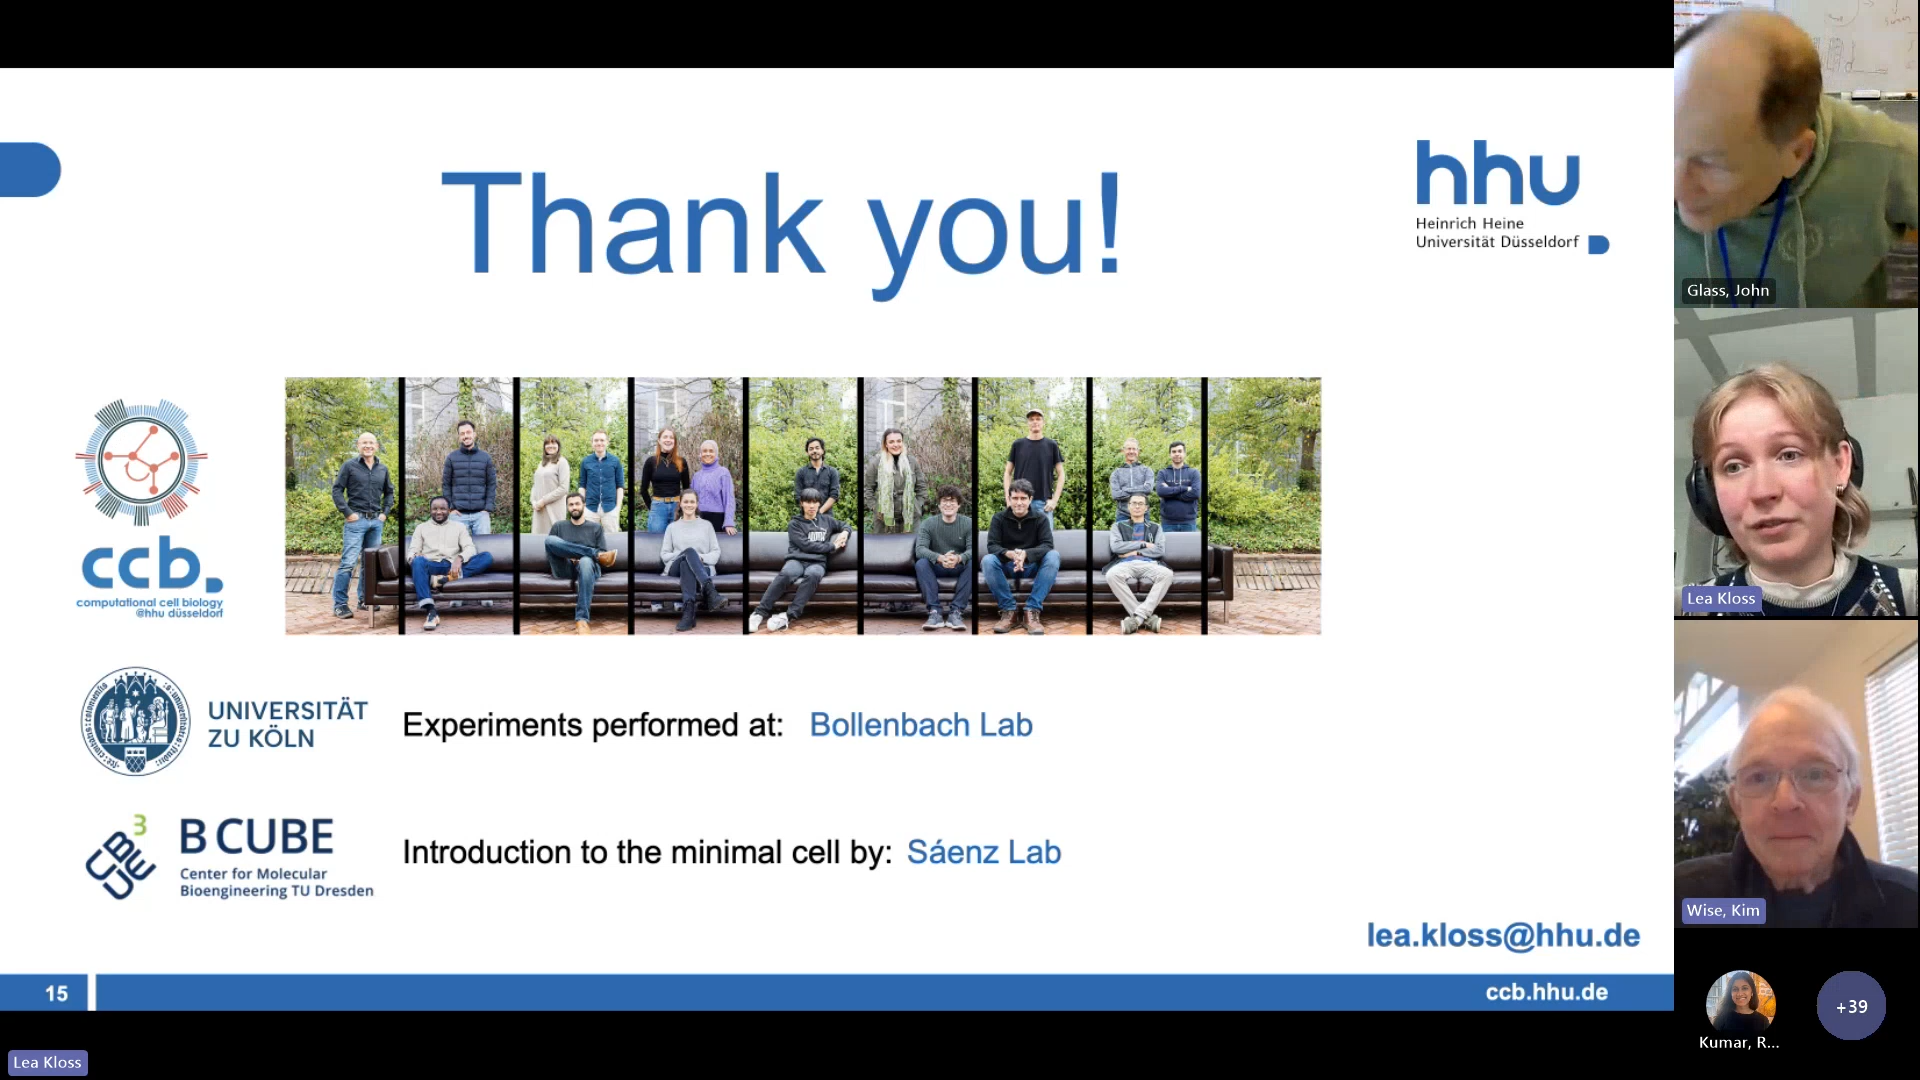 Thank you!
hhu
Heinrich Heine
Universität Düsseldorf
ccb.
computational cell biology
@hhu düsseldorf
UNIVERSITÄT
ZU KÖLN
Experiments performed at: Bollenbach Lab
B CUBE
3
Center for Molecular
Bioengineering TU Dresden
Introduction to the minimal cell by: Sáenz Lab
lea.kloss@hhu.de
15
ccb.hhu.de
Lea Kloss
Glass, John
Lea Kloss
Wise, Kim
Kumar, R...
+39